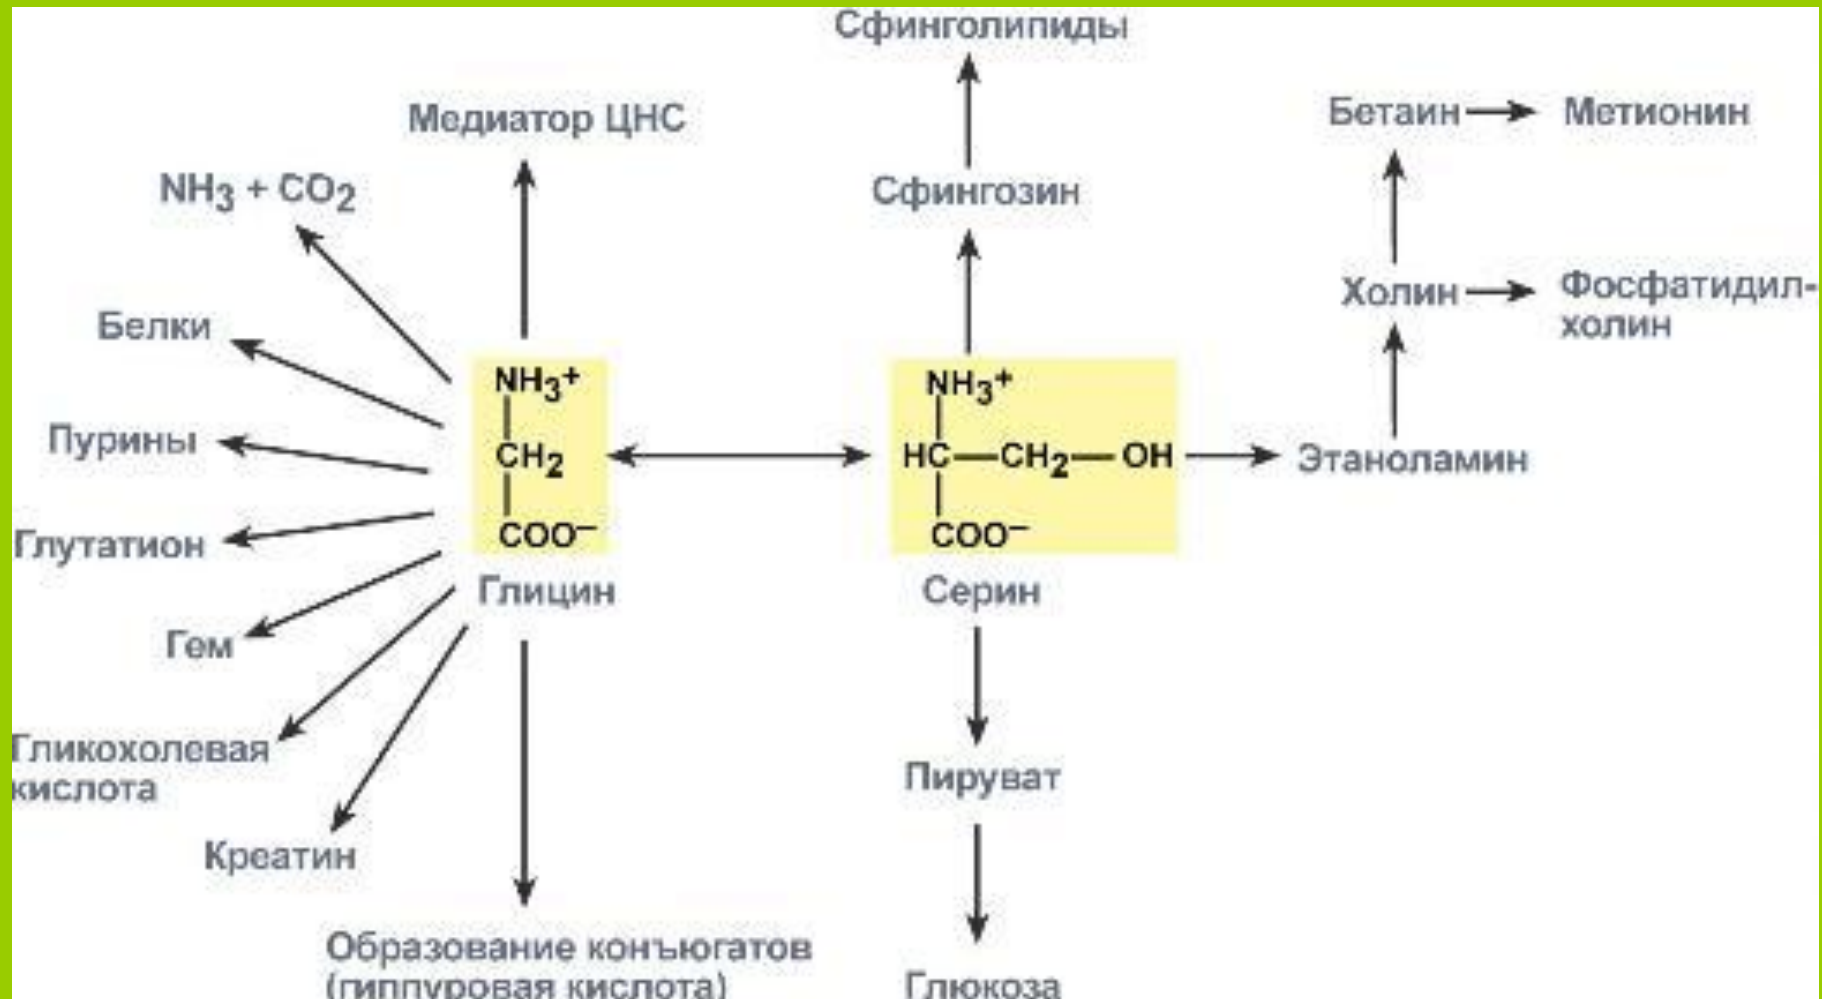 Сфинголипиды
Медиатор ЦНС
Бетаин
Метионин
NH3 + CO2
Сфингозин
Холин
Фосфатидил-
холин
Белки
NH3+
NH3+
Пурины
CH2
HC—CH2—OH
Этаноламин
Глутатион
COO–
COO–
Глицин
Серин
Гем
Гликохолевая
кислота
Пируват
Креатин
Образование конъюгатов
(гиппуровая кислота)
Глюкоза